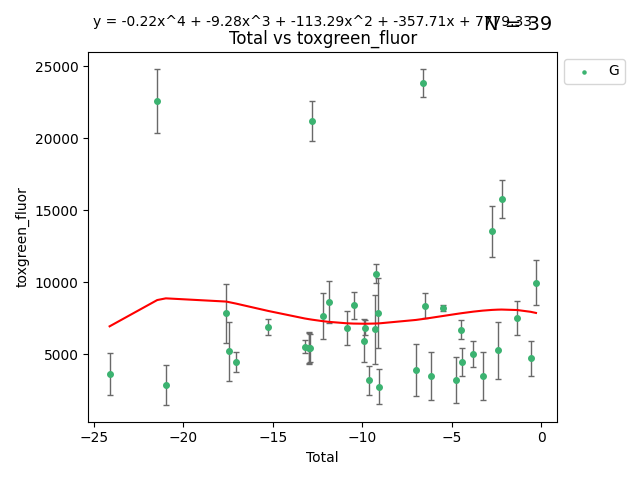 y = -0.22x^4 + -9.28x^3 + -113.29x^2 + -357.71x + 7779.33
N = 39
Total vs toxgreen_fluor
G
25000
20000
15000
10000
5000
toxgreen_fluor
−25 −20 −15 −10 −5 0
Total